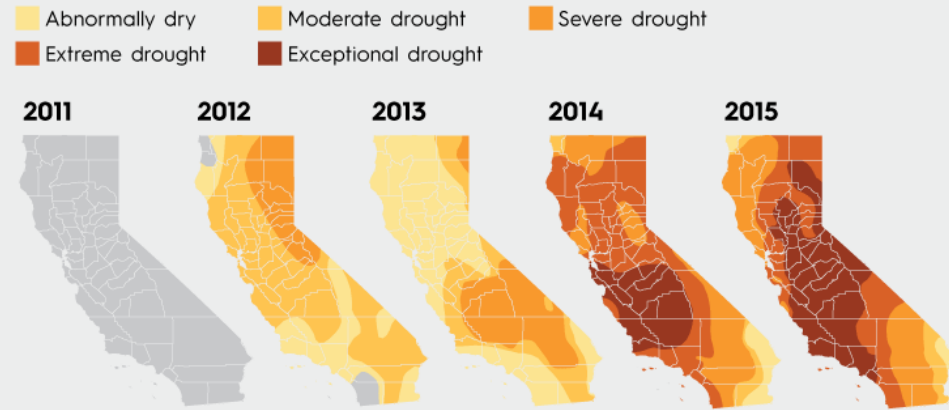 Abnormally dry Moderate drought Severe drought
Extreme drought Exceptional drought
2011 2012 2013 2014 2015